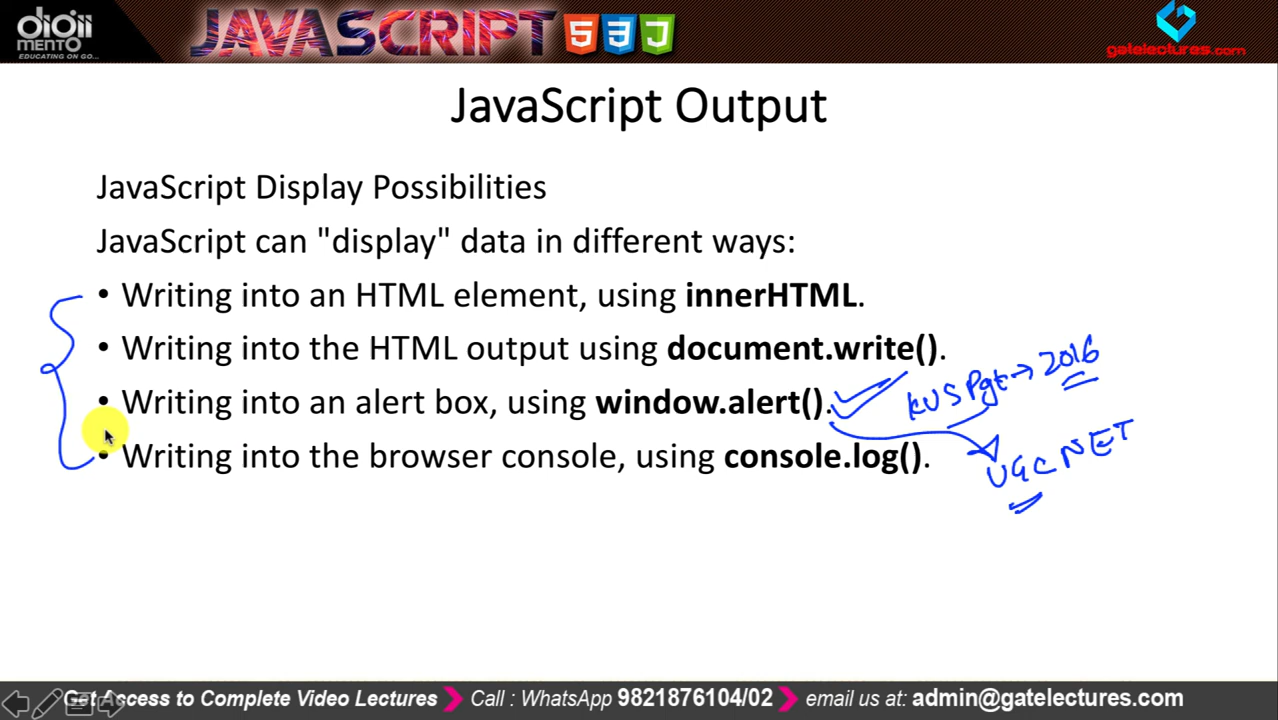 didii
MENTO
EDUCATING ON GO...
JAVASCRIPT
5 3 J
gatelectures.com
JavaScript Output
JavaScript Display Possibilities
JavaScript can "display" data in different ways:
• Writing into an HTML element, using innerHTML.
• Writing into the HTML output using document.write().
• Writing into an alert box, using window.alert().
KVS Pgt → 2016
• Writing into the browser console, using console.log().
UGC NET
Get Access to Complete Video Lectures Call : WhatsApp 9821876104/02 email us at: admin@gatelectures.com